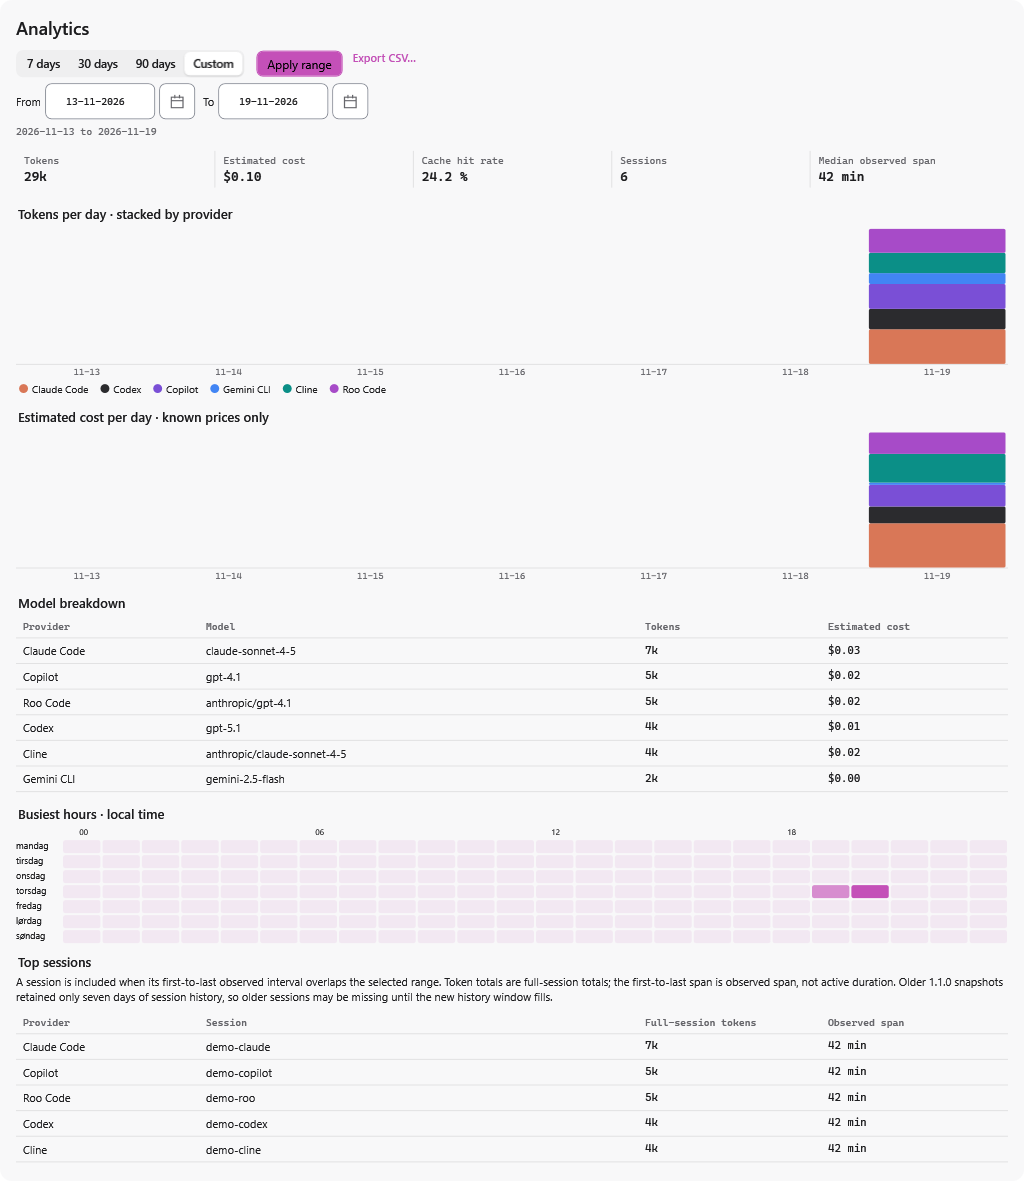 Analytics
7 days 30 days 90 days Custom Apply range Export CSV...
From 13-11-2026 To 19-11-2026
2026-11-13 to 2026-11-19
Tokens Estimated cost Cache hit rate Sessions Median observed span
29k $0.10 24.2 % 6 42 min
Tokens per day · stacked by provider
11-13 11-14 11-15 11-16 11-17 11-18 11-19
Claude Code Codex Copilot Gemini CLI Cline Roo Code
Estimated cost per day · known prices only
11-13 11-14 11-15 11-16 11-17 11-18 11-19
Model breakdown
Provider Model Tokens Estimated cost
Claude Code claude-sonnet-4-5 7k $0.03
Copilot gpt-4.1 5k $0.02
Roo Code anthropic/gpt-4.1 5k $0.02
Codex gpt-5.1 4k $0.01
Cline anthropic/claude-sonnet-4-5 4k $0.02
Gemini CLI gemini-2.5-flash 2k $0.00
Busiest hours · local time
00 06 12 18
mandag
tirsdag
onsdag
torsdag
fredag
lørdag
søndag
Top sessions
A session is included when its first-to-last observed interval overlaps the selected range. Token totals are full-session totals; the first-to-last span is observed span, not active duration. Older 1.1.0 snapshots
retained only seven days of session history, so older sessions may be missing until the new history window fills.
Provider Session Full-session tokens Observed span
Claude Code demo-claude 7k 42 min
Copilot demo-copilot 5k 42 min
Roo Code demo-roo 5k 42 min
Codex demo-codex 4k 42 min
Cline demo-cline 4k 42 min